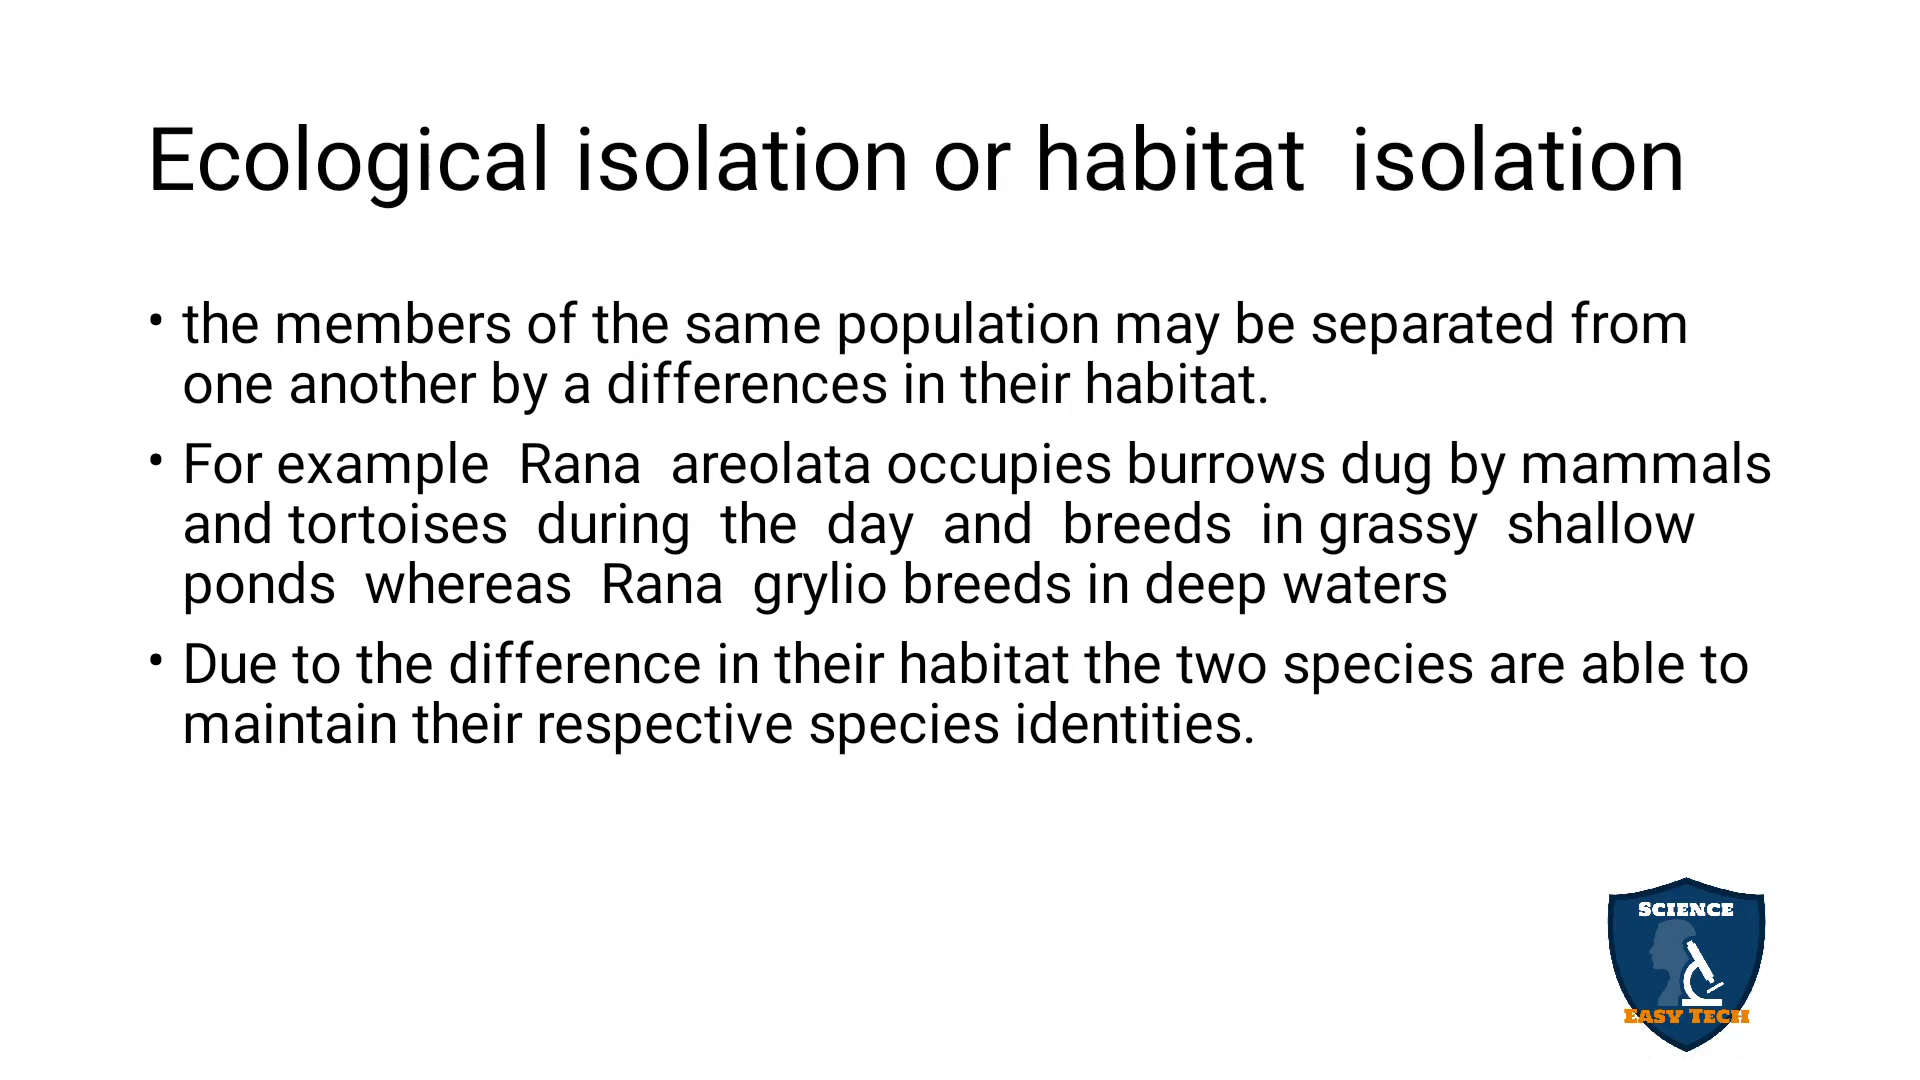 Ecological isolation or habitat isolation
• the members of the same population may be separated from
one another by a differences in their habitat.
• For example Rana areolata occupies burrows dug by mammals
and tortoises during the day and breeds in grassy shallow
ponds whereas Rana grylio breeds in deep waters
• Due to the difference in their habitat the two species are able to
maintain their respective species identities.
SCIENCE
EASY TECH